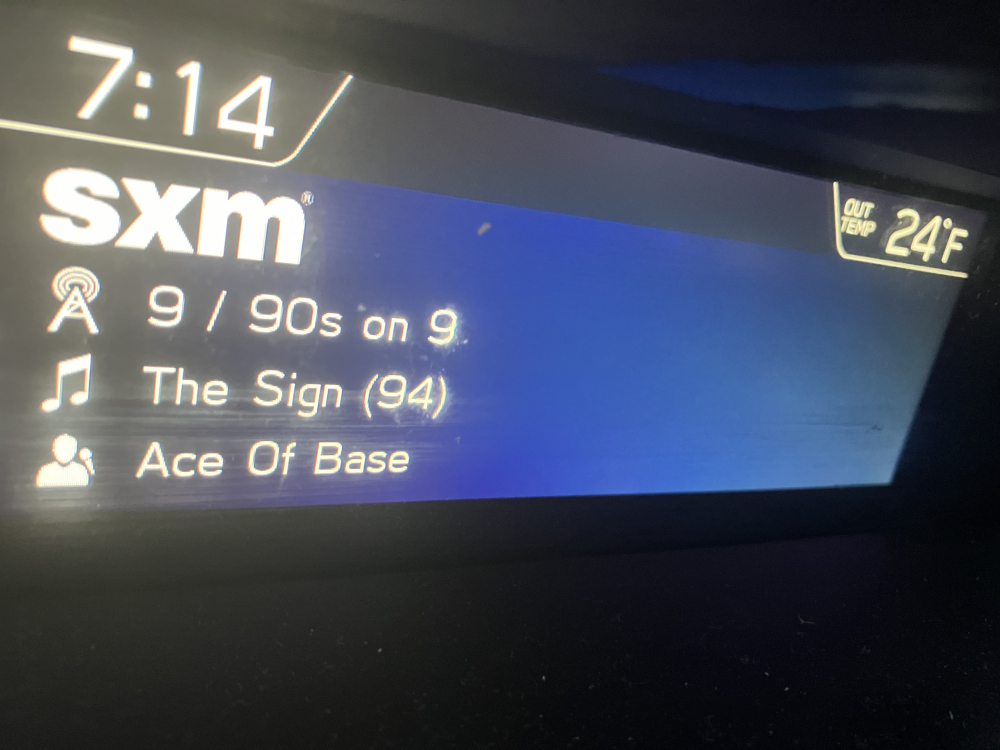 7:14
OUT TEMP 24°F
sxm®
9 / 90s on 9
The Sign (94)
Ace Of Base